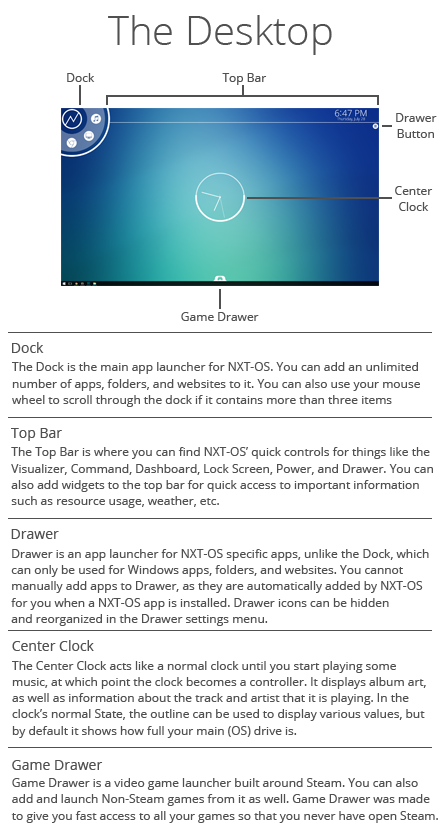 The Desktop
Dock
Top Bar
6:47 PM
Drawer
Button
Center
Clock
Game Drawer
Dock
The Dock is the main app launcher for NXT-OS. You can add an unlimited
number of apps, folders, and websites to it. You can also use your mouse
wheel to scroll through the dock if it contains more than three items
Top Bar
The Top Bar is where you can find NXT-OS’ quick controls for things like the
Visualizer, Command, Dashboard, Lock Screen, Power, and Drawer. You can
also add widgets to the top bar for quick access to important information
such as resource usage, weather, etc.
Drawer
Drawer is an app launcher for NXT-OS specific apps, unlike the Dock, which
can only be used for Windows apps, folders, and websites. You cannot
manually add apps to Drawer, as they are automatically added by NXT-OS
for you when a NXT-OS app is installed. Drawer icons can be hidden
and reorganized in the Drawer settings menu.
Center Clock
The Center Clock acts like a normal clock until you start playing some
music, at which point the clock becomes a controller. It displays album art,
as well as information about the track and artist that it is playing. In the
clock’s normal State, the outline can be used to display various values, but
by default it shows how full your main (OS) drive is.
Game Drawer
Game Drawer is a video game launcher built around Steam. You can also
add and launch Non-Steam games from it as well. Game Drawer was made
to give you fast access to all your games so that you never have open Steam.